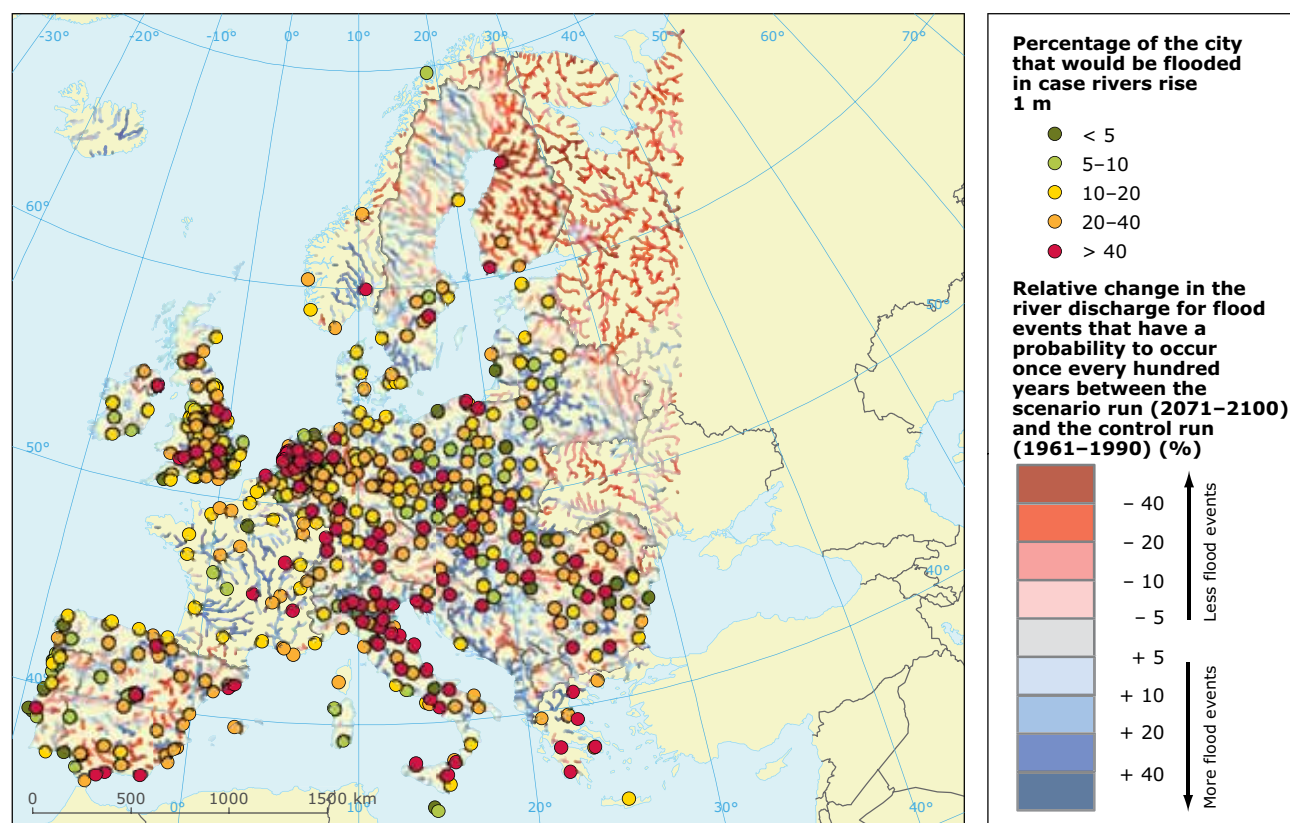 -30°
-20°
-10°
0°
10°
20°
30°
40°
50°
60°
70°
60°
50°
50°
40°
40°
0
500
1000
1500 km
0°
10°
20°
30°
40°
Percentage of the city
that would be flooded
in case rivers rise
1 m
< 5
5–10
10–20
20–40
> 40
Relative change in the
river discharge for flood
events that have a
probability to occur
once every hundred
years between the
scenario run (2071–2100)
and the control run
(1961–1990) (%)
– 40
– 20
– 10
– 5
+ 5
+ 10
+ 20
+ 40
Less flood events
More flood events